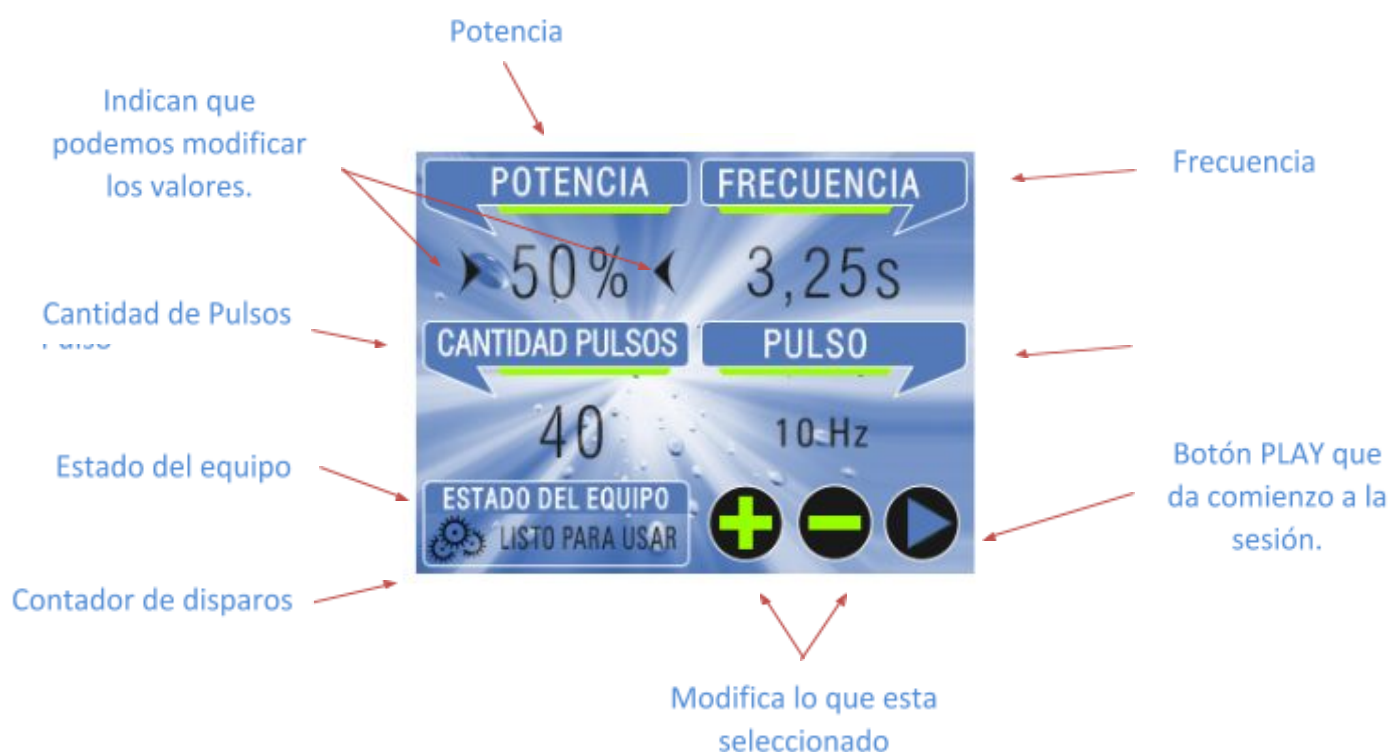 Potencia
Indican que
podemos modificar
los valores.
Frecuencia
POTENCIA
FRECUENCIA
50%
3,25s
Cantidad de Pulsos
CANTIDAD PULSOS
PULSO
40
10 Hz
Estado del equipo
ESTADO DEL EQUIPO
LISTO PARA USAR
Botón PLAY que
da comienzo a la
sesión.
Contador de disparos
Modifica lo que esta
seleccionado